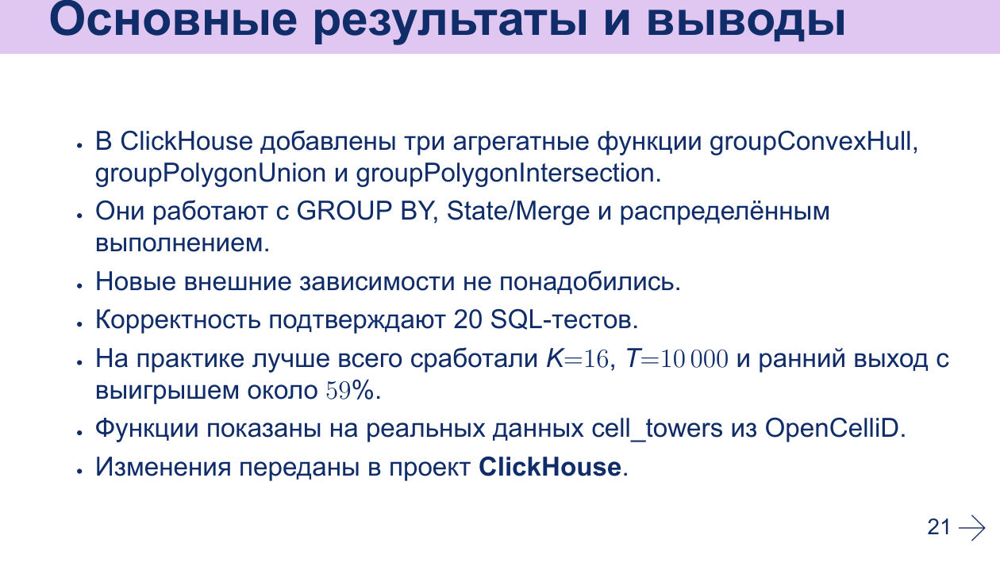 Основные результаты и выводы
• В ClickHouse добавлены три агрегатные функции groupConvexHull,
groupPolygonUnion и groupPolygonIntersection.
• Они работают с GROUP BY, State/Merge и распределённым
выполнением.
• Новые внешние зависимости не понадобились.
• Корректность подтверждают 20 SQL-тестов.
• На практике лучше всего сработали K=16, T=10 000 и ранний выход с
выигрышем около 59%.
• Функции показаны на реальных данных cell_towers из OpenCelliD.
• Изменения переданы в проект ClickHouse.
21